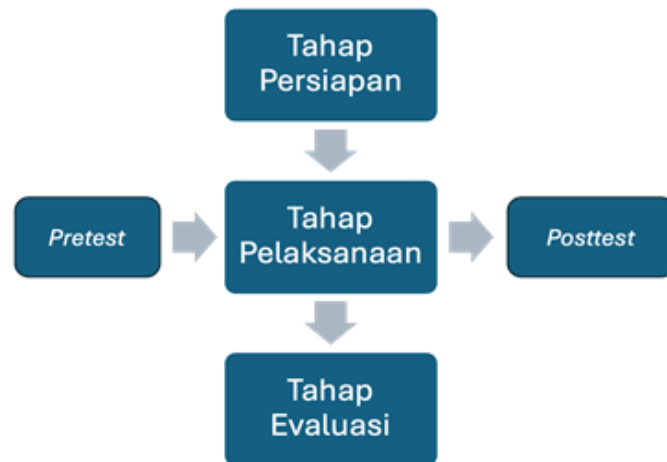 Tahap
Persiapan
Pretest
Tahap
Pelaksanaan
Posttest
Tahap
Evaluasi